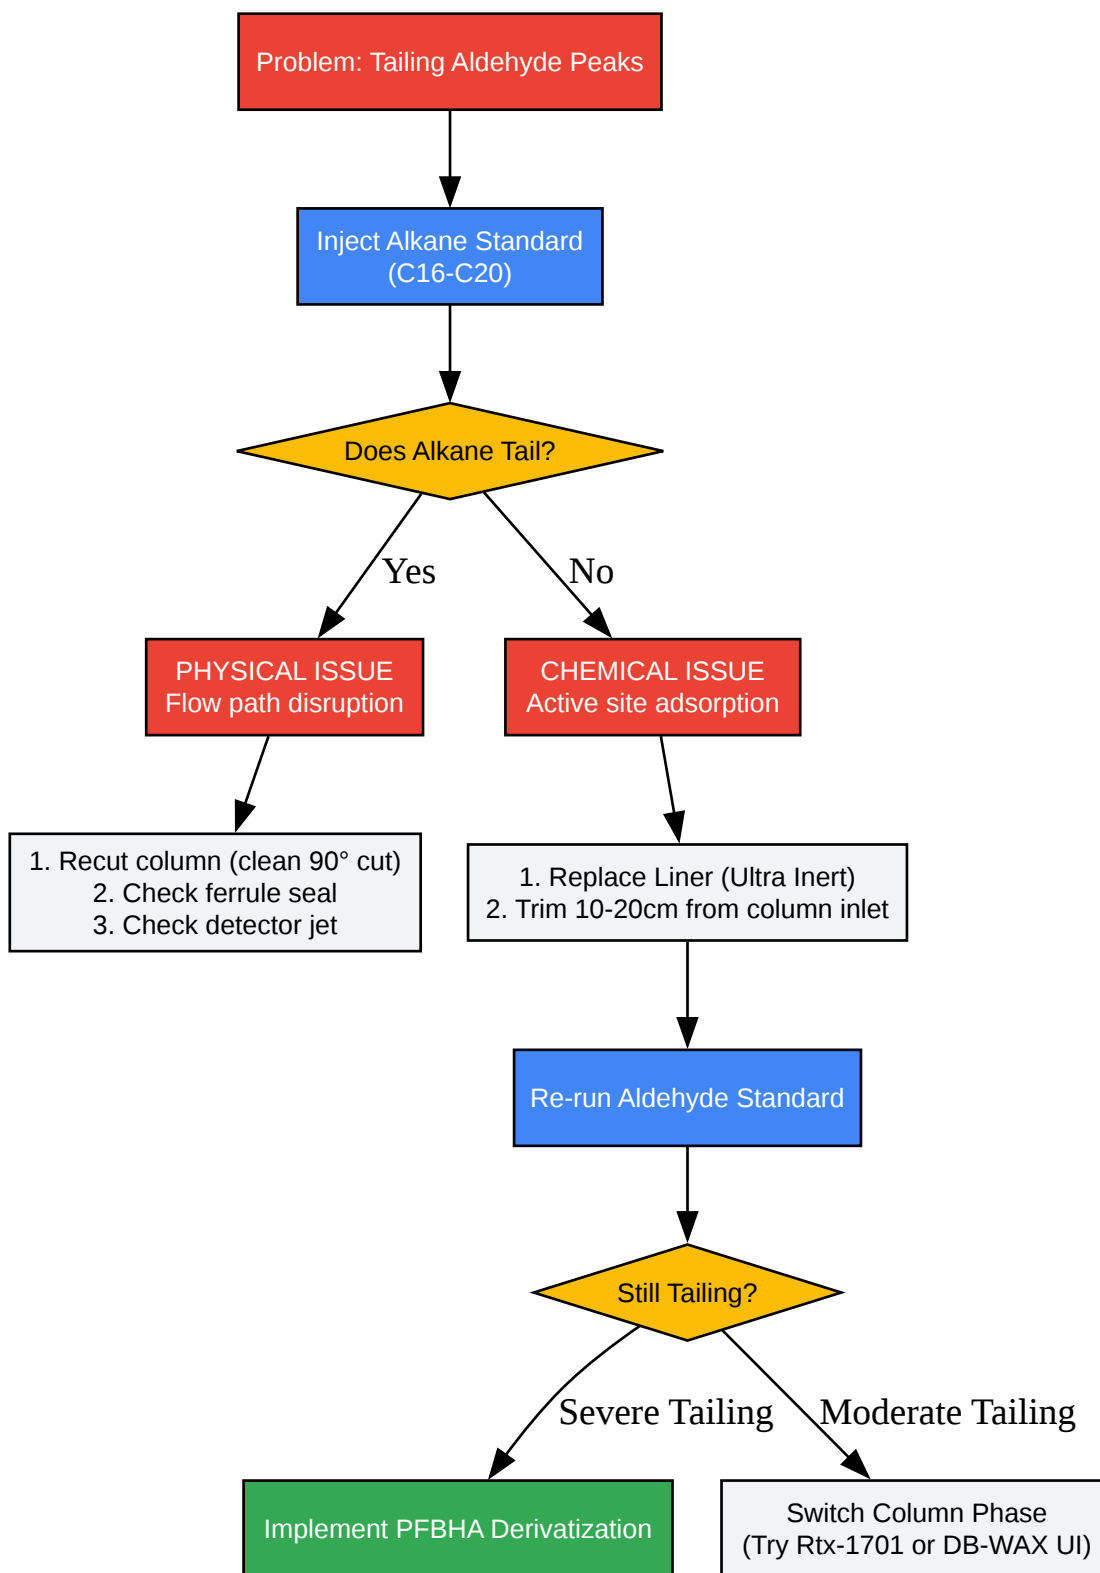 Problem: Tailing Aldehyde Peaks
Inject Alkane Standard
(C16-C20)
Does Alkane Tail?
Yes
No
PHYSICAL ISSUE
Flow path disruption
CHEMICAL ISSUE
Active site adsorption
1. Recut column (clean 90° cut)
2. Check ferrule seal
3. Check detector jet
1. Replace Liner (Ultra Inert)
2. Trim 10-20cm from column inlet
Re-run Aldehyde Standard
Still Tailing?
Severe Tailing
Moderate Tailing
Implement PFBHA Derivatization
Switch Column Phase
(Try Rtx-1701 or DB-WAX UI)